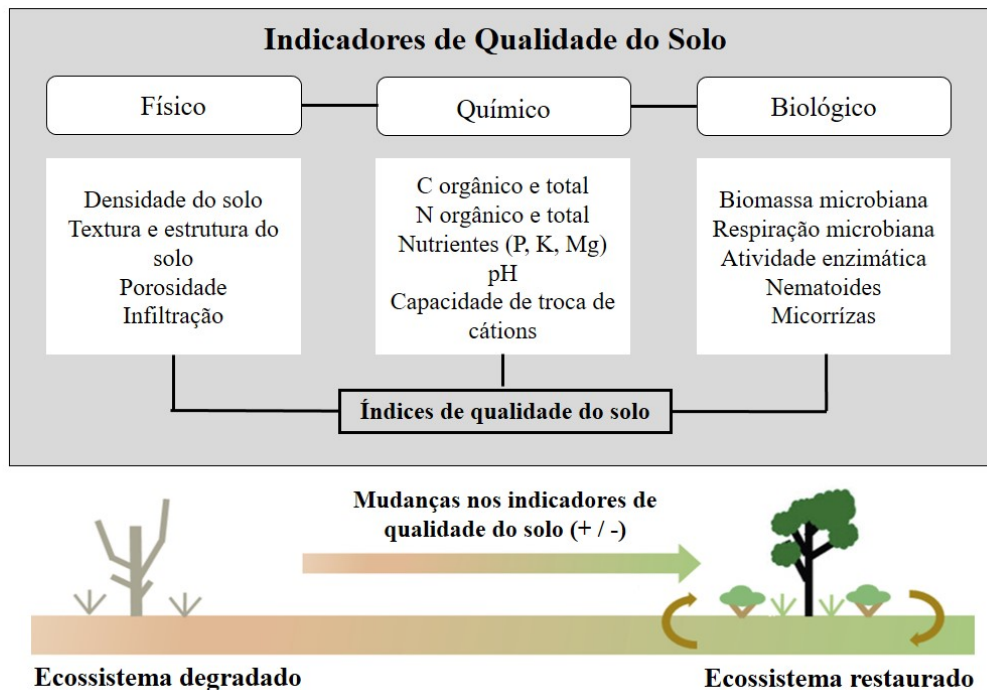 Indicadores de Qualidade do Solo
Físico
Químico
Biológico
Densidade do solo
Textura e estrutura do
solo
Porosidade
Infiltração
C orgânico e total
N orgânico e total
Nutrientes (P, K, Mg)
pH
Capacidade de troca de
cátions
Biomassa microbiana
Respiração microbiana
Atividade enzimática
Nematoides
Micorrízas
Índices de qualidade do solo
Mudanças nos indicadores de
qualidade do solo (+ / -)
Ecossistema degradado
Ecossistema restaurado